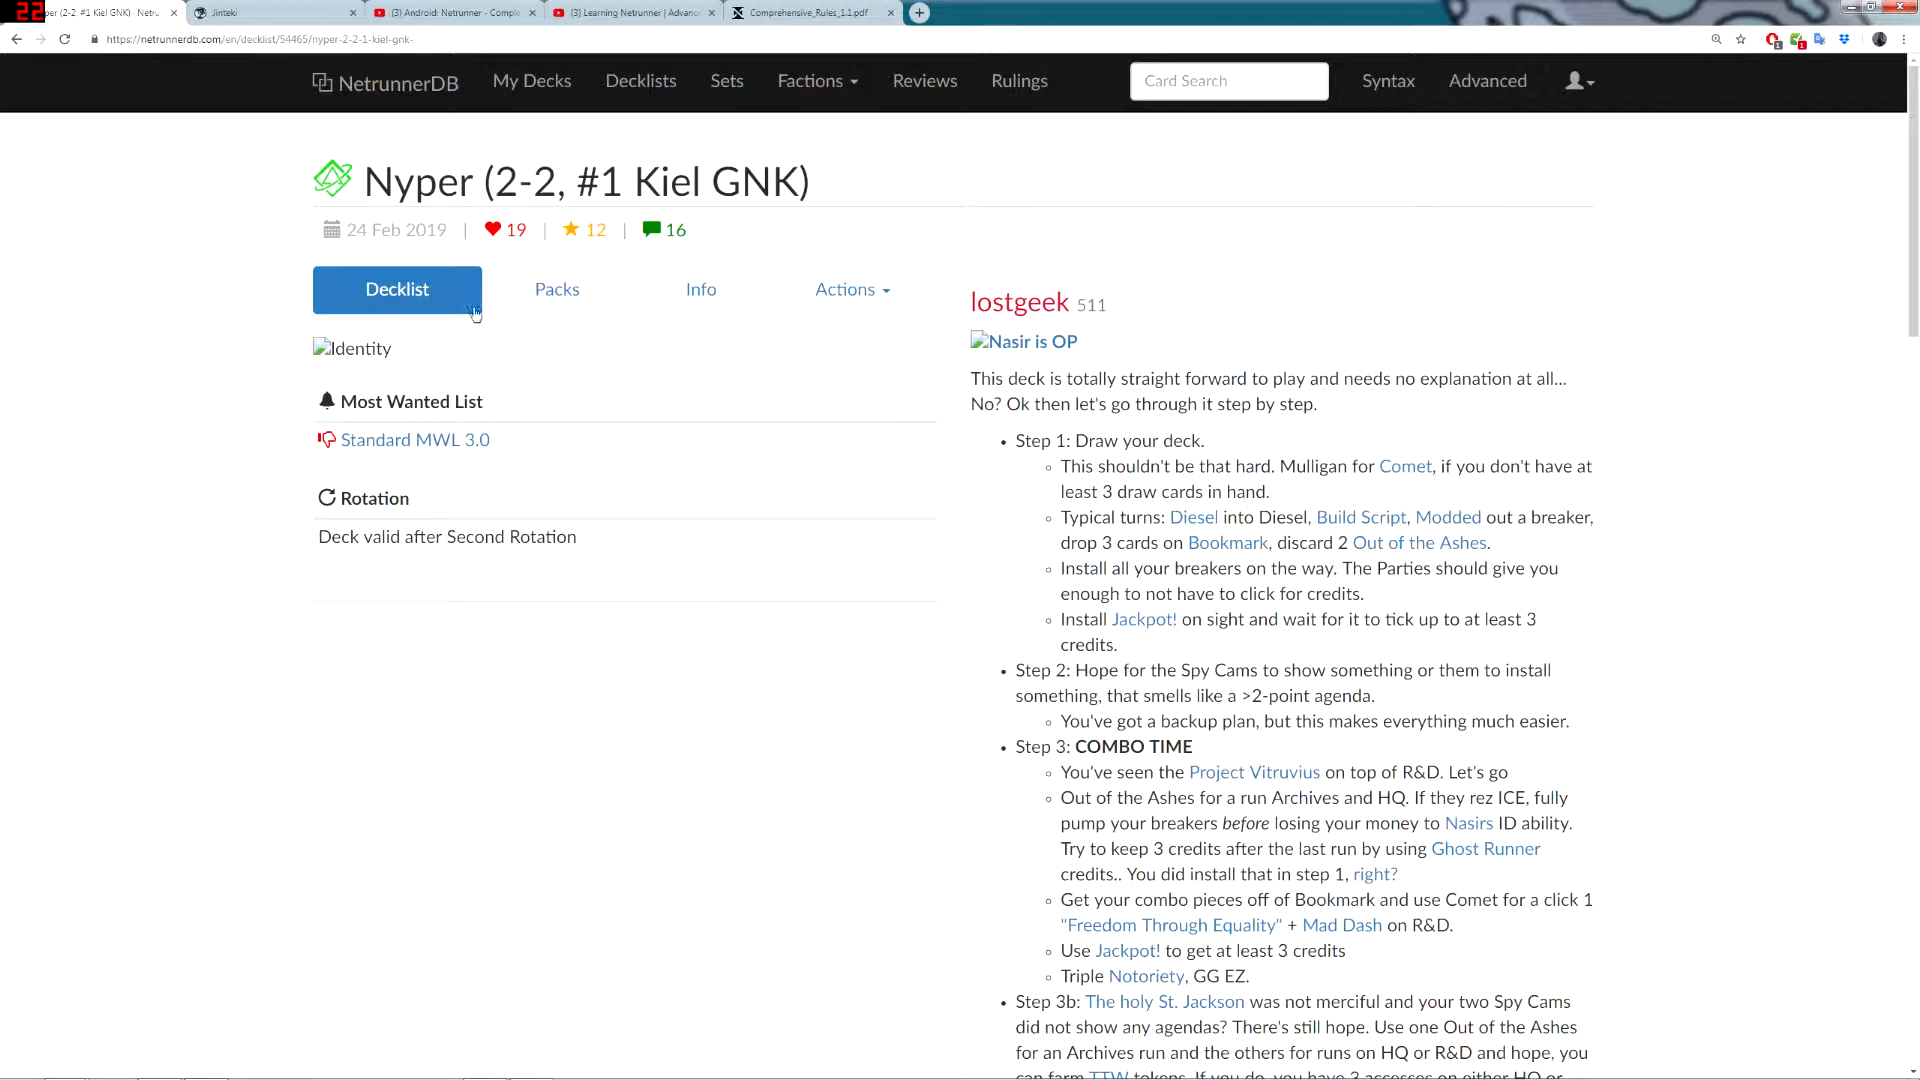 22
per (2-2, #1 Kiel GNK) · Netru
Jinteki
(3) Android: Netrunner - Comple
(3) Learning Netrunner | Advanc
Comprehensive_Rules_1.1.pdf
https://netrunnerdb.com/en/decklist/54465/nyper-2-2-1-kiel-gnk-
NetrunnerDB My Decks Decklists Sets Factions Reviews Rulings Card Search Syntax Advanced
Nyper (2-2, #1 Kiel GNK)
24 Feb 2019 | 19 | 12 | 16
Decklist Packs Info Actions
Identity
Most Wanted List
Standard MWL 3.0
Rotation
Deck valid after Second Rotation
lostgeek 511
Nasir is OP
This deck is totally straight forward to play and needs no explanation at all...
No? Ok then let's go through it step by step.
• Step 1: Draw your deck.
◦ This shouldn't be that hard. Mulligan for Comet, if you don't have at
least 3 draw cards in hand.
◦ Typical turns: Diesel into Diesel, Build Script, Modded out a breaker,
drop 3 cards on Bookmark, discard 2 Out of the Ashes.
◦ Install all your breakers on the way. The Parties should give you
enough to not have to click for credits.
◦ Install Jackpot! on sight and wait for it to tick up to at least 3
credits.
• Step 2: Hope for the Spy Cams to show something or them to install
something, that smells like a >2-point agenda.
◦ You've got a backup plan, but this makes everything much easier.
• Step 3: COMBO TIME
◦ You've seen the Project Vitruvius on top of R&D. Let's go
◦ Out of the Ashes for a run Archives and HQ. If they rez ICE, fully
pump your breakers before losing your money to Nasirs ID ability.
Try to keep 3 credits after the last run by using Ghost Runner
credits.. You did install that in step 1, right?
◦ Get your combo pieces off of Bookmark and use Comet for a click 1
"Freedom Through Equality" + Mad Dash on R&D.
◦ Use Jackpot! to get at least 3 credits
◦ Triple Notoriety, GG EZ.
• Step 3b: The holy St. Jackson was not merciful and your two Spy Cams
did not show any agendas? There's still hope. Use one Out of the Ashes
for an Archives run and the others for runs on HQ or R&D and hope, you
can farm TTW tokens. If you do, you have 3 accesses on either HQ or